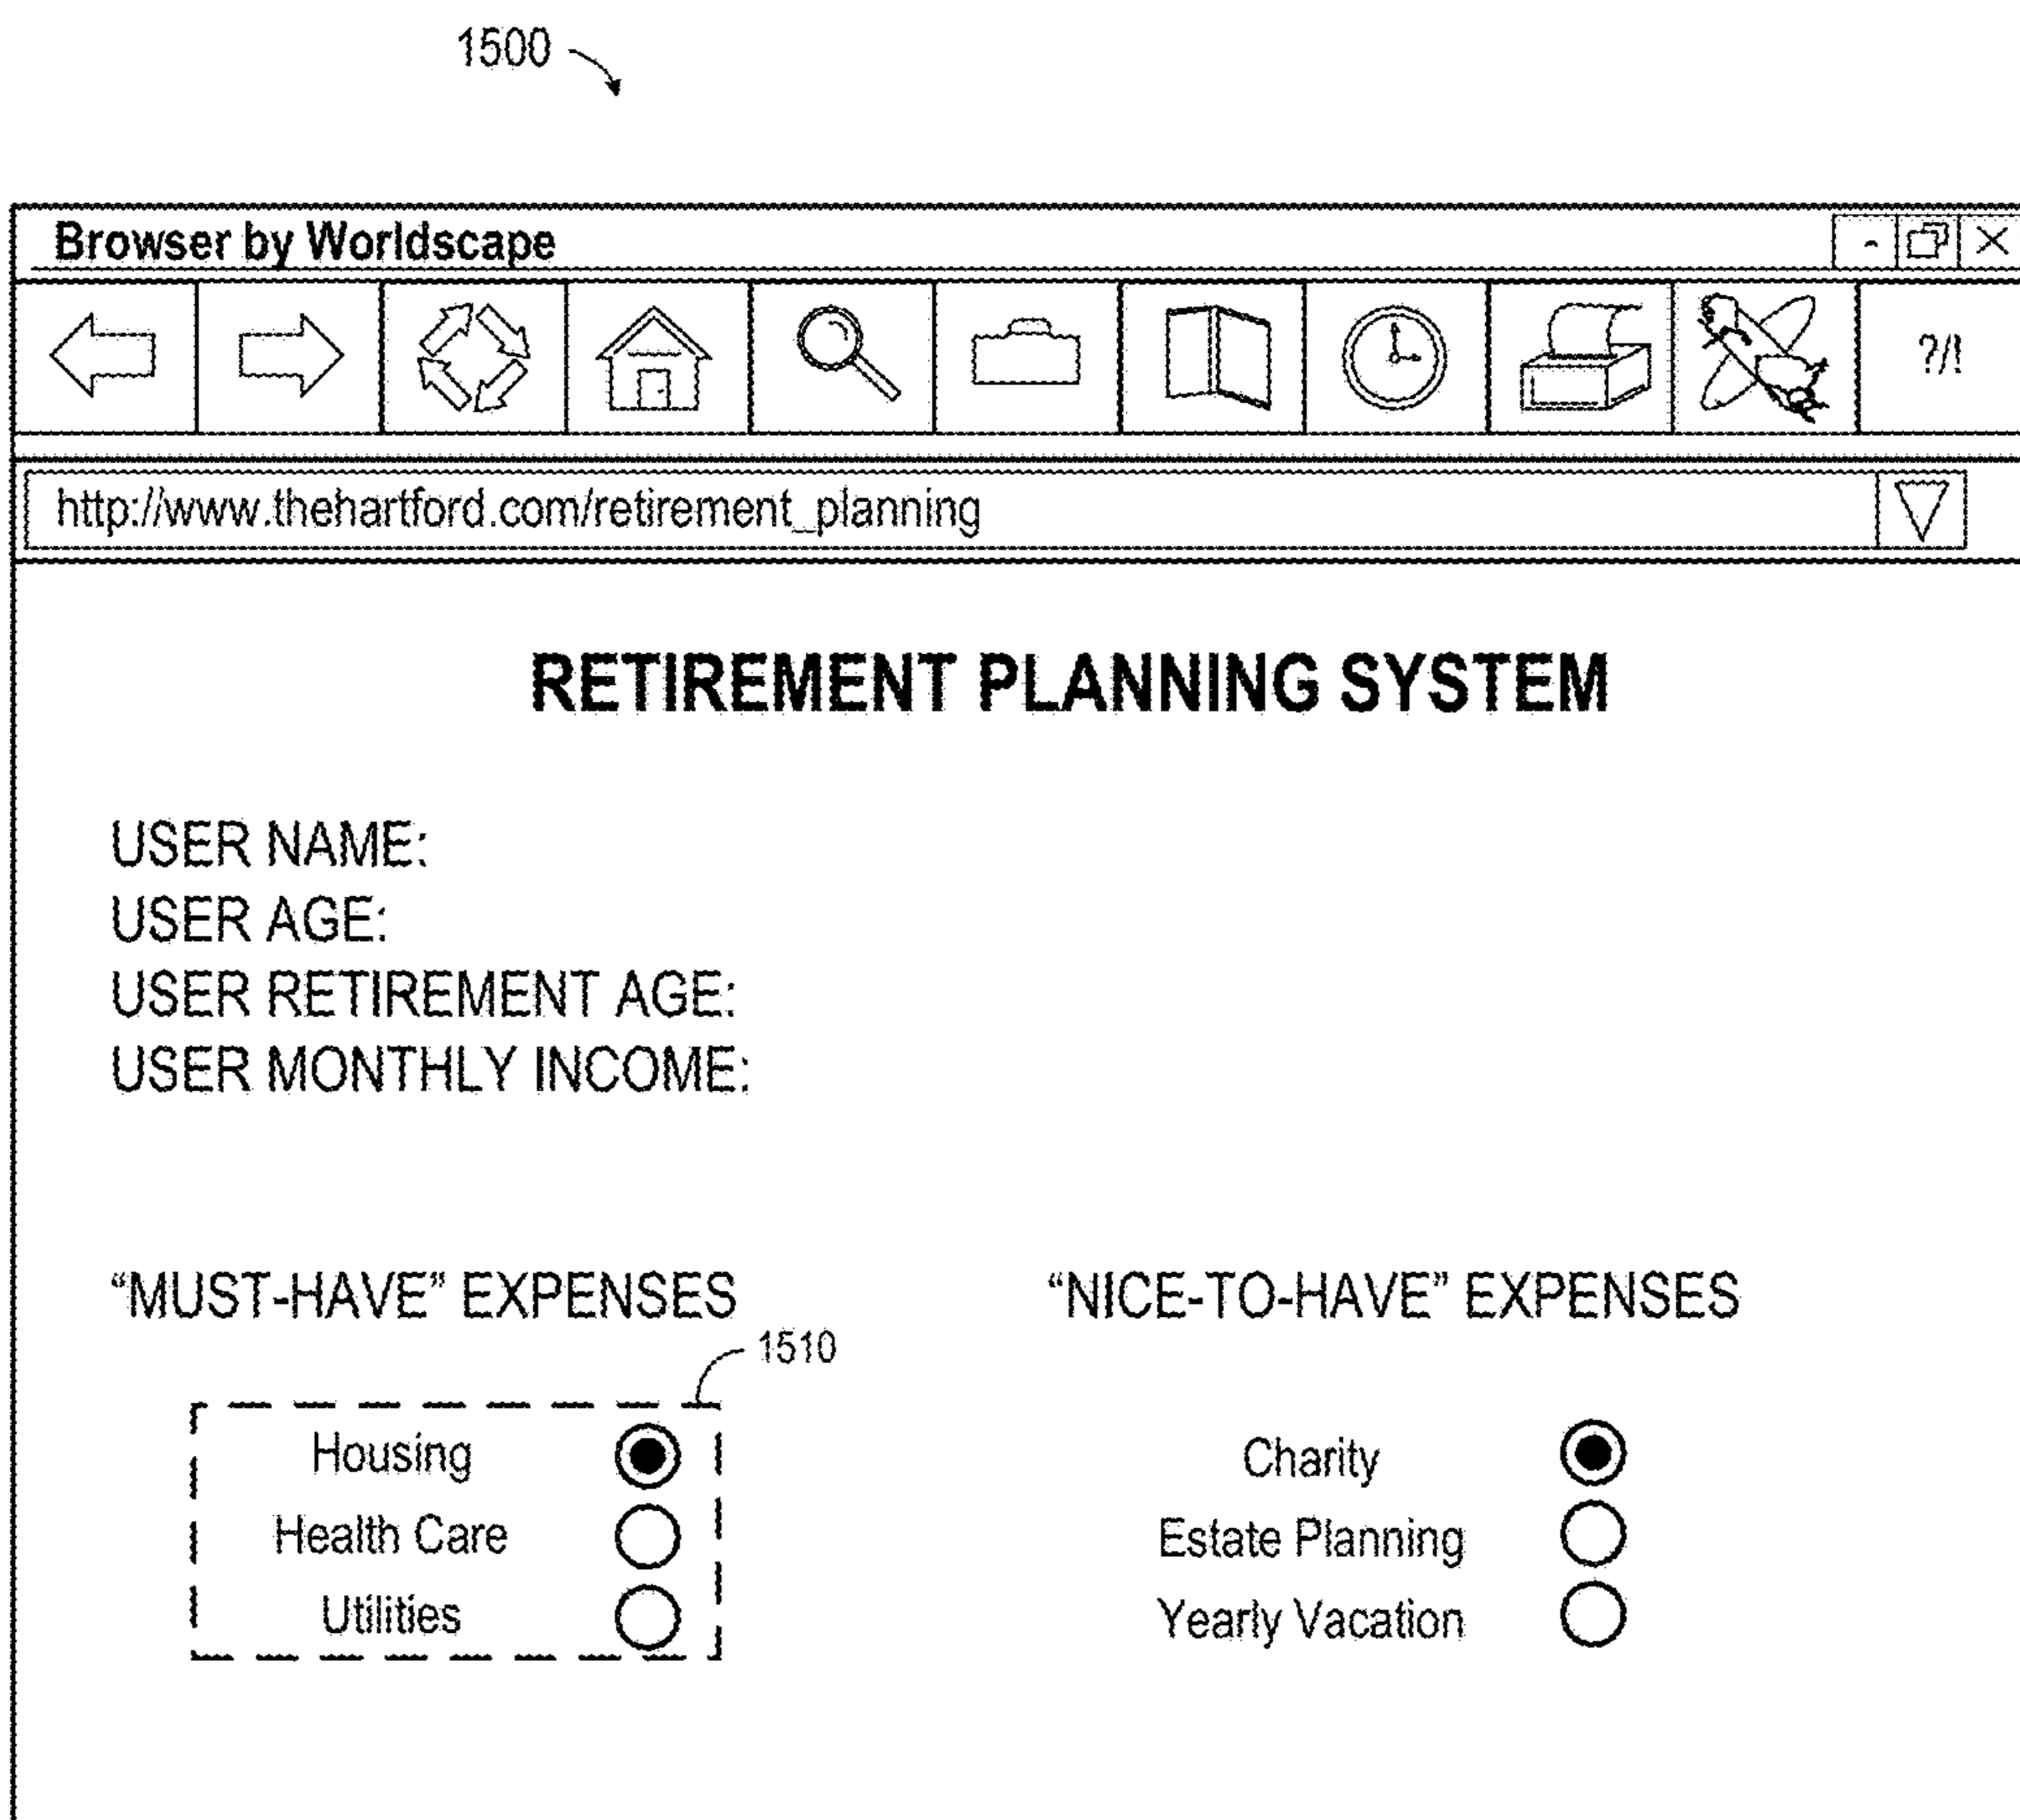 1500
Browser by Worldscape
?/!
http://www.thehartford.com/retirement_planning
RETIREMENT PLANNING SYSTEM
USER NAME:
USER AGE:
USER RETIREMENT AGE:
USER MONTHLY INCOME:
“MUST-HAVE” EXPENSES
“NICE-TO-HAVE” EXPENSES
1510
Housing
Health Care
Utilities
Charity
Estate Planning
Yearly Vacation